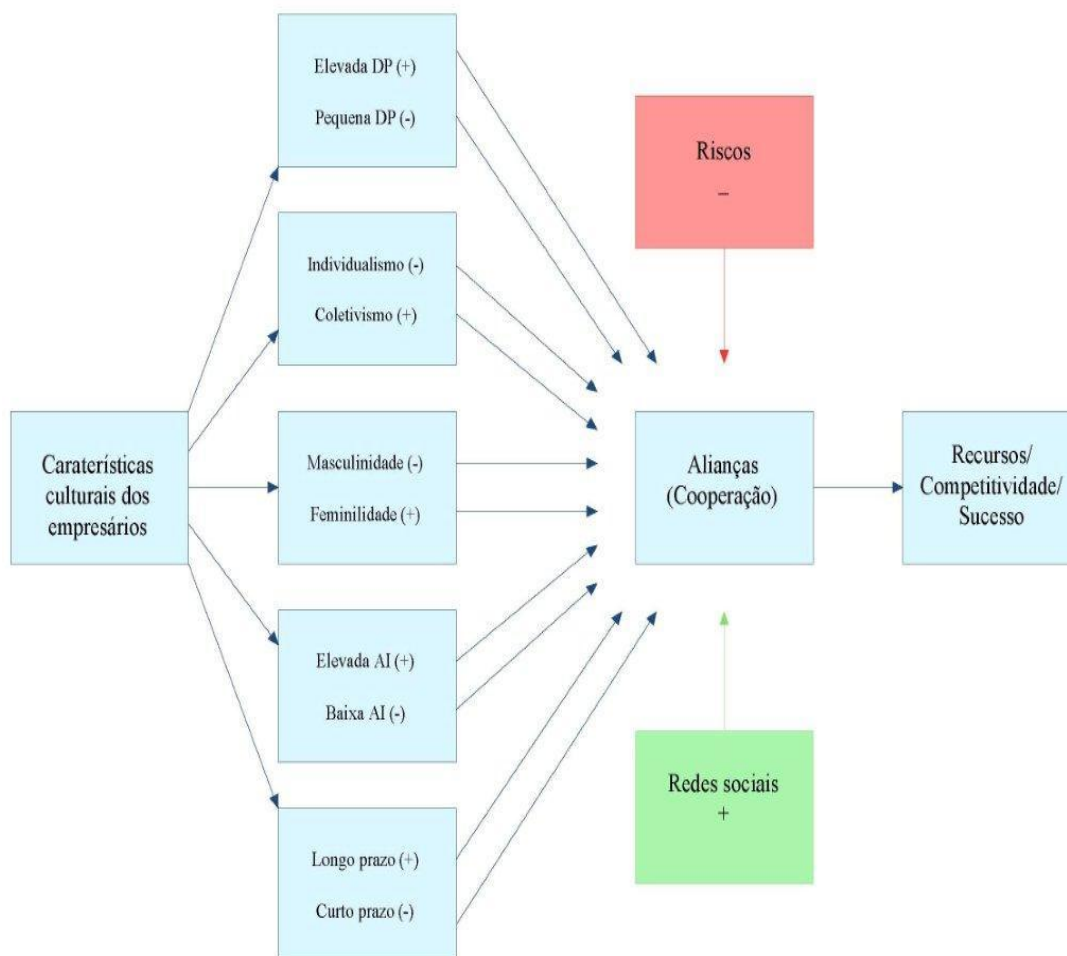 Elevada DP (+)
Pequena DP (-)
Individualismo (-)
Coletivismo (+)
Caraterísticas
culturais dos
empresários
Masculinidade (-)
Feminilidade (+)
Elevada AI (+)
Baixa AI (-)
Longo prazo (+)
Curto prazo (-)
Riscos
–
Alianças
(Cooperação)
Redes sociais
+
Recursos/
Competitividade/
Sucesso